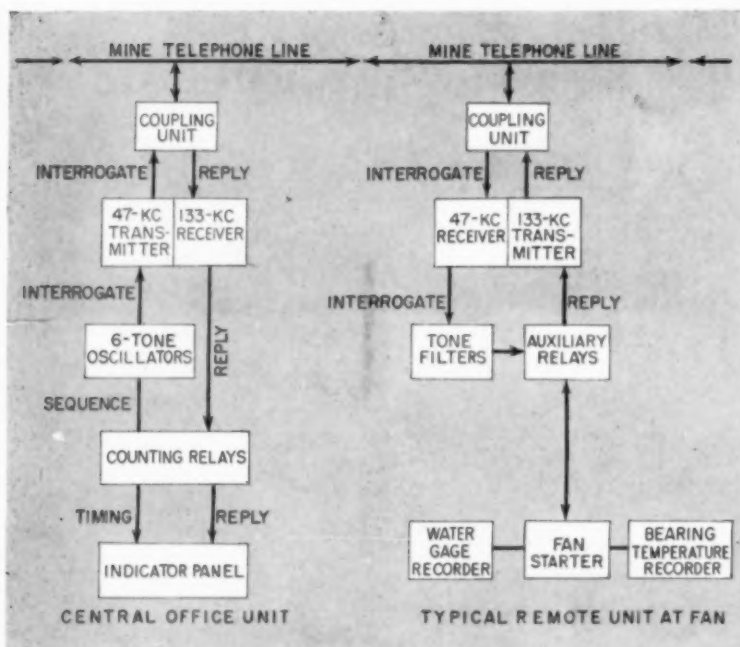 MINE TELEPHONE LINE
COUPLING
UNIT
INTERROGATE
REPLY
47-KC
TRANS-
MITTER
133-KC
RECEIVER
INTERROGATE
6-TONE
OSCILLATORS
REPLY
SEQUENCE
COUNTING RELAYS
TIMING
REPLY
INDICATOR PANEL
CENTRAL OFFICE UNIT
MINE TELEPHONE LINE
COUPLING
UNIT
INTERROGATE
REPLY
47-KC
RECEIVER
133-KC
TRANS-
MITTER
INTERROGATE
REPLY
TONE
FILTERS
AUXILIARY
RELAYS
WATER
GAGE
RECORDER
FAN
STARTER
BEARING
TEMPERATURE
RECORDER
TYPICAL REMOTE UNIT AT FAN